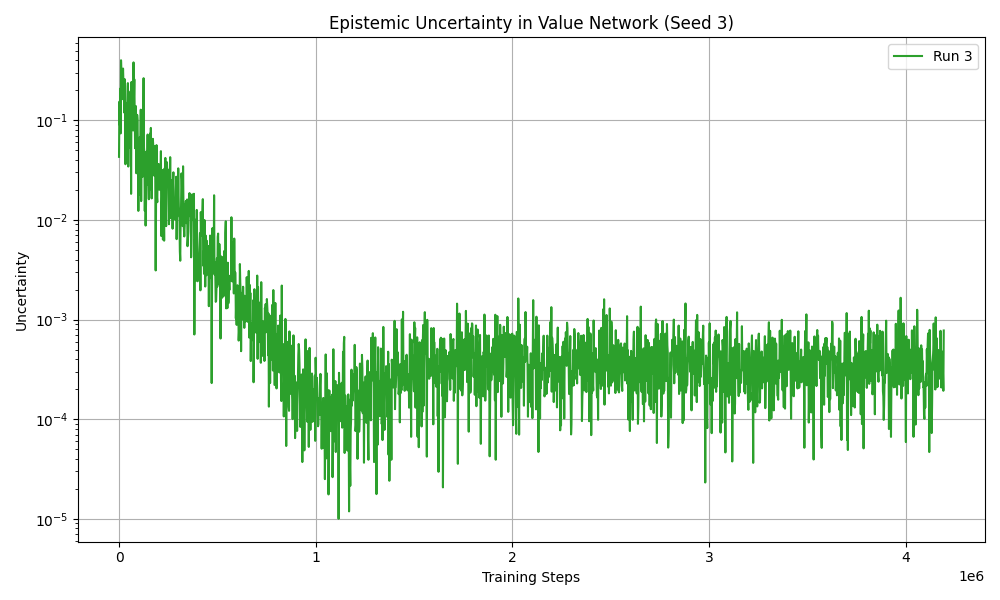 Epistemic Uncertainty in Value Network (Seed 3)
Run 3
Uncertainty
10⁻¹
10⁻²
10⁻³
10⁻⁴
10⁻⁵
0 1 2 3 4
1e6
Training Steps